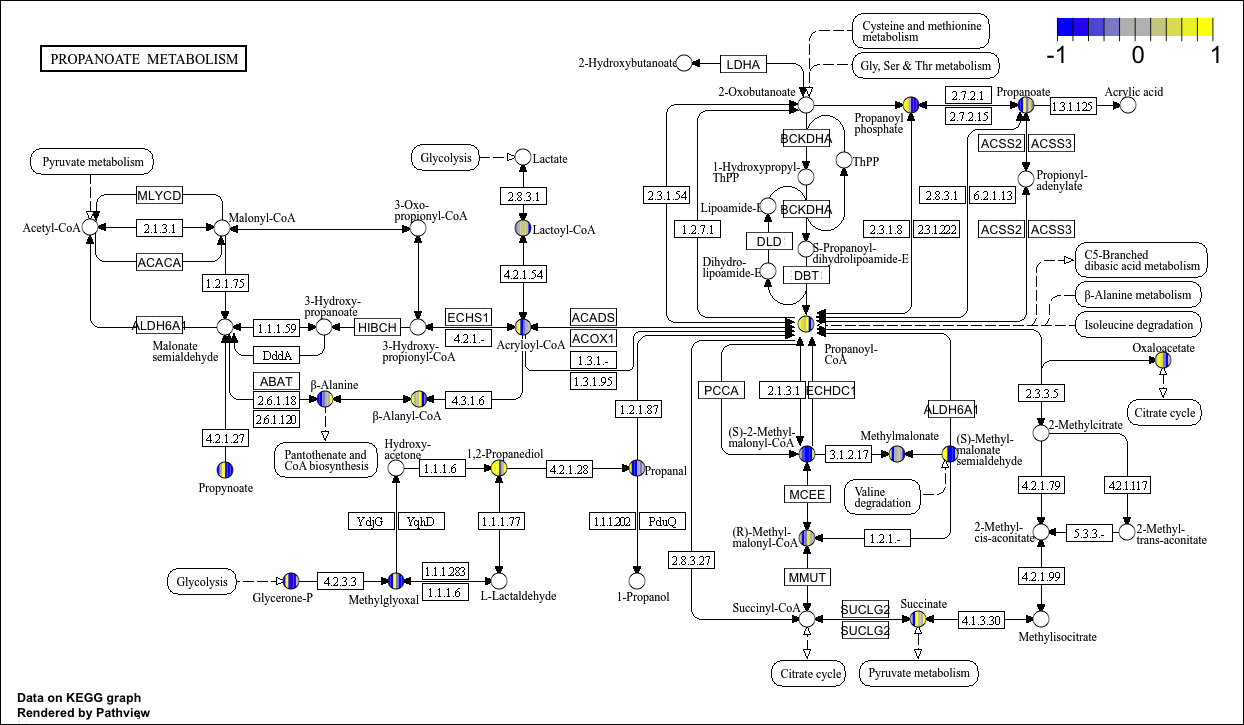 PROPANOATE METABOLISM
-1 0 1
Cysteine and methionine
metabolism
Gly, Ser & Thr metabolism
2-Hydroxybutanoate
LDHA
2-Oxobutanoate
Propanoyl
phosphate
2.7.2.1
2.7.2.15
Propanoate
1.3.1.125
Acrylic acid
BCKDHA
ThPP
1-Hydroxypropyl-
ThPP
ACSS2
ACSS3
Propionyl-
adenylate
Pyruvate metabolism
Glycolysis
Lactate
MLYCD
2.8.3.1
2.3.1.54
2.8.3.1
6.2.1.13
Acetyl-CoA
2.1.3.1
Malonyl-CoA
3-Oxo-
propionyl-CoA
Lactoyl-CoA
1.2.7.1
Lipoamide-E
BCKDHA
2.3.1.8
2.3.1.222
ACSS2
ACSS3
ACACA
DLD
S-Propanoyl-
dihydrolipoamide-E
C5-Branched
dibasic acid metabolism
1.2.1.75
4.2.1.54
Dihydro-
lipoamide-E
DBT
β-Alanine metabolism
3-Hydroxy-
propanoate
ECHS1
ACADS
Isoleucine degradation
ALDH6A1
1.1.1.59
HIBCH
4.2.1.-
ACOX1
Malonate
semialdehyde
DddA
3-Hydroxy-
propionyl-CoA
Acryloyl-CoA
1.3.1.-
1.3.1.95
Propanoyl-
CoA
Oxaloacetate
ABAT
2.6.1.18
2.6.1.120
β-Alanine
β-Alanyl-CoA
4.3.1.6
1.2.1.87
PCCA
2.1.3.1
ECHDC1
ALDH6A1
2.3.3.5
Citrate cycle
4.2.1.27
Propynoate
Pantothenate and
CoA biosynthesis
Hydroxy-
acetone
1.1.1.6
1,2-Propanediol
4.2.1.28
Propanal
(S)-2-Methyl-
malonyl-CoA
3.1.2.17
Methylmalonate
(S)-Methyl-
malonate
semialdehyde
2-Methylcitrate
4.2.1.79
4.2.1.117
MCEE
Valine
degradation
YdjG
YqhD
1.1.1.77
1.1.1.202
PduQ
(R)-Methyl-
malonyl-CoA
1.2.1.-
2-Methyl-
cis-aconitate
5.3.3.-
2-Methyl-
trans-aconitate
2.8.3.27
Glycolysis
Glycerone-P
4.2.3.3
Methylglyoxal
1.1.1.283
1.1.1.6
L-Lactaldehyde
1-Propanol
MMUT
4.2.1.99
Succinyl-CoA
SUCLG2
SUCLG2
Succinate
4.1.3.30
Methylisocitrate
Citrate cycle
Pyruvate metabolism
Data on KEGG graph
Rendered by Pathview